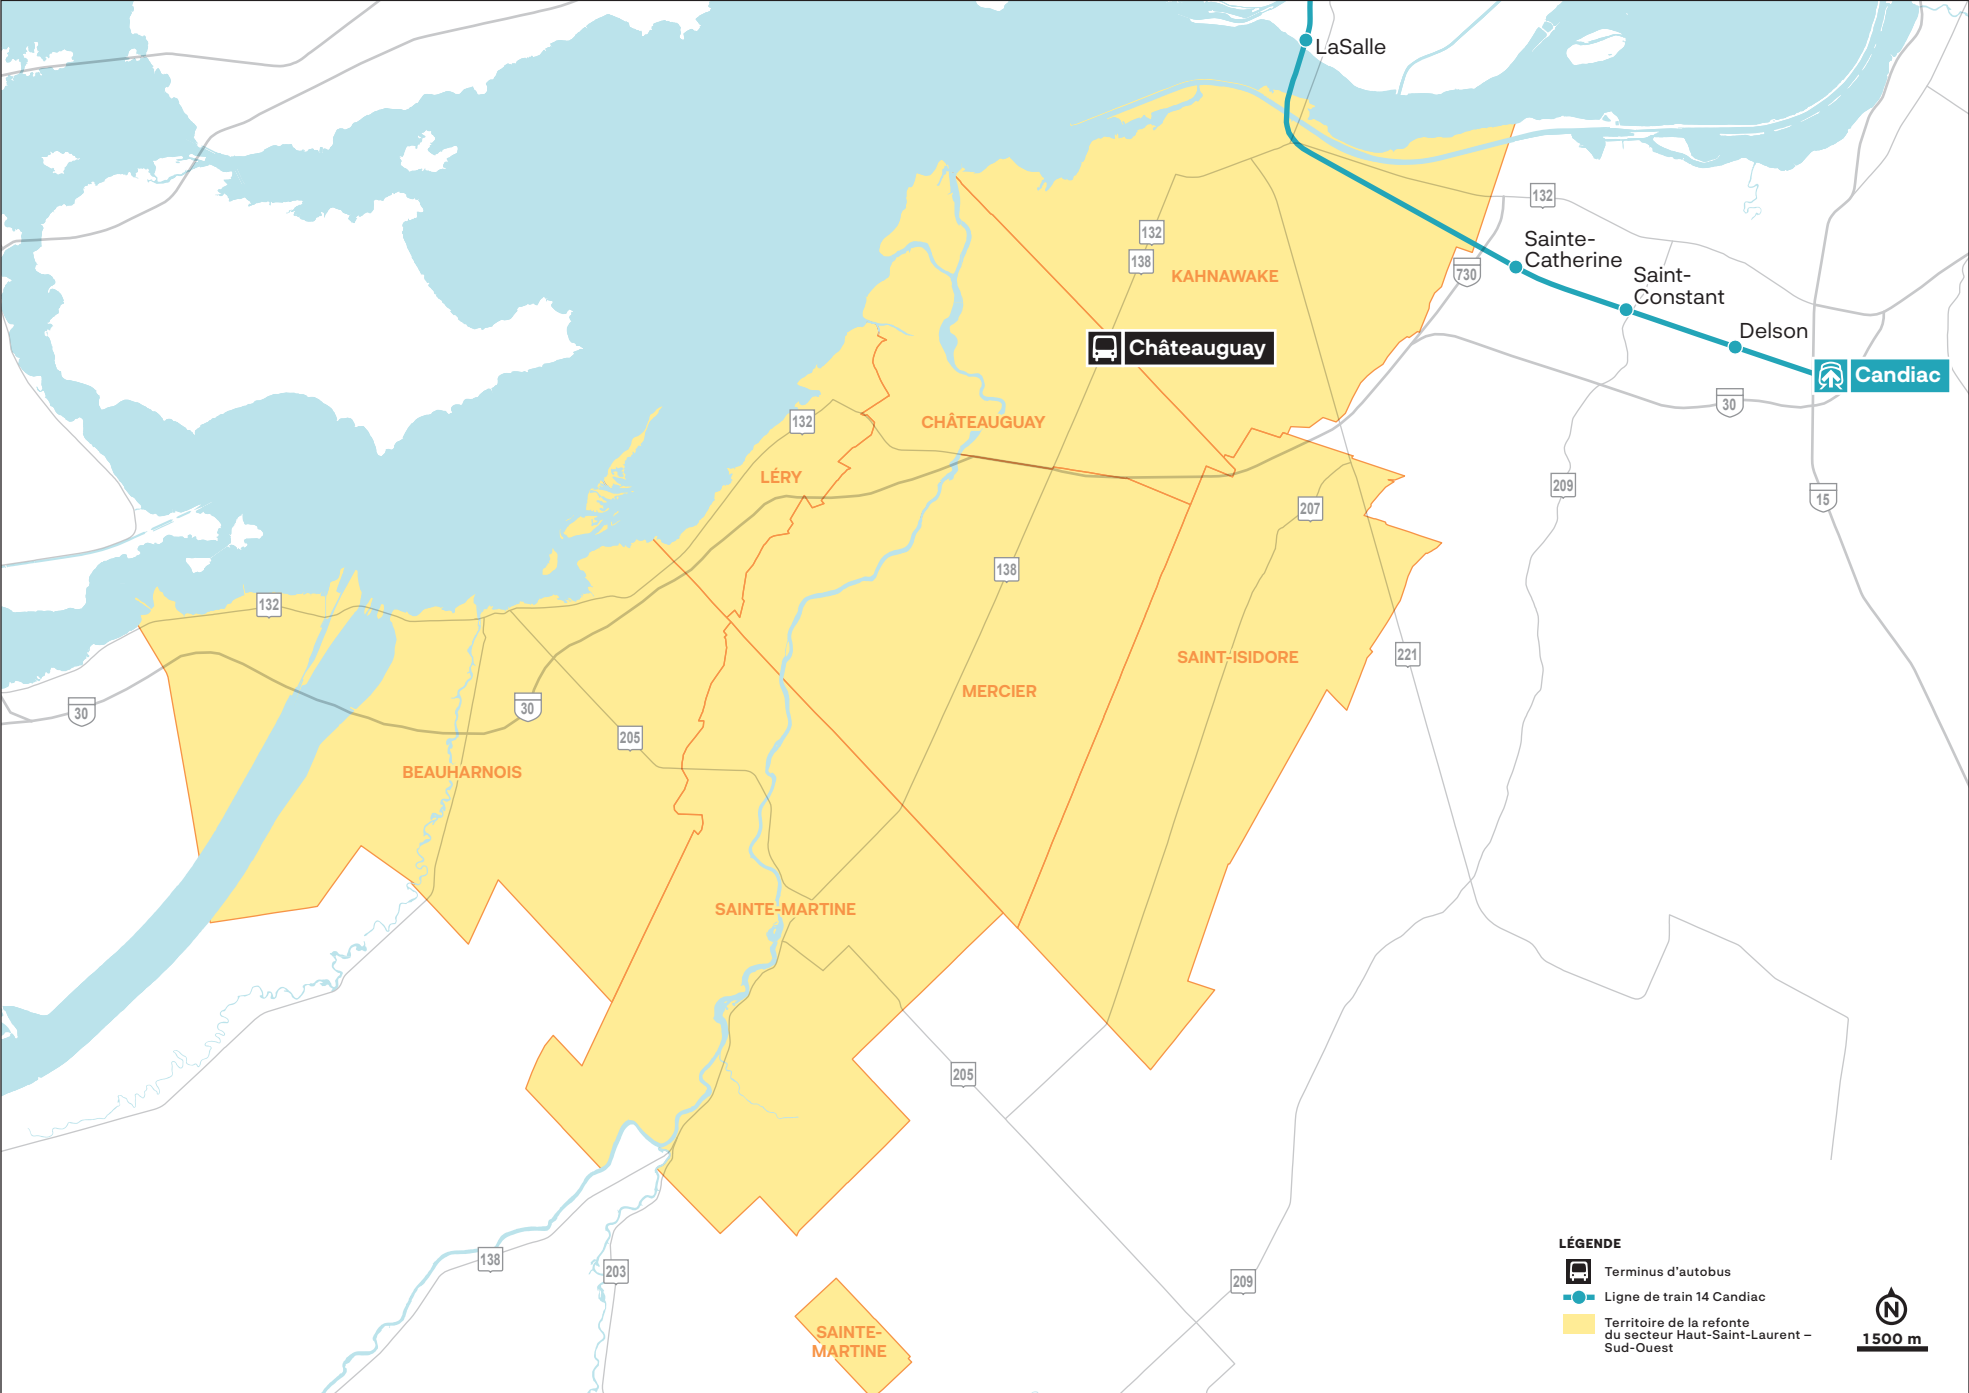 LaSalle
132
Sainte-
Catherine
132
138
KAHNAWAKE
730
Saint-
Constant
Delson
Châteauguay
Candiac
30
132
CHÂTEAUGUAY
LÉRY
209
15
207
138
132
SAINT-ISIDORE
221
MERCIER
30
30
205
BEAUHARNOIS
SAINTE-MARTINE
205
138
203
209
SAINTE-
MARTINE
LÉGENDE
Terminus d'autobus
Ligne de train 14 Candiac
Territoire de la refonte
du secteur Haut-Saint-Laurent –
Sud-Ouest
N
1500 m